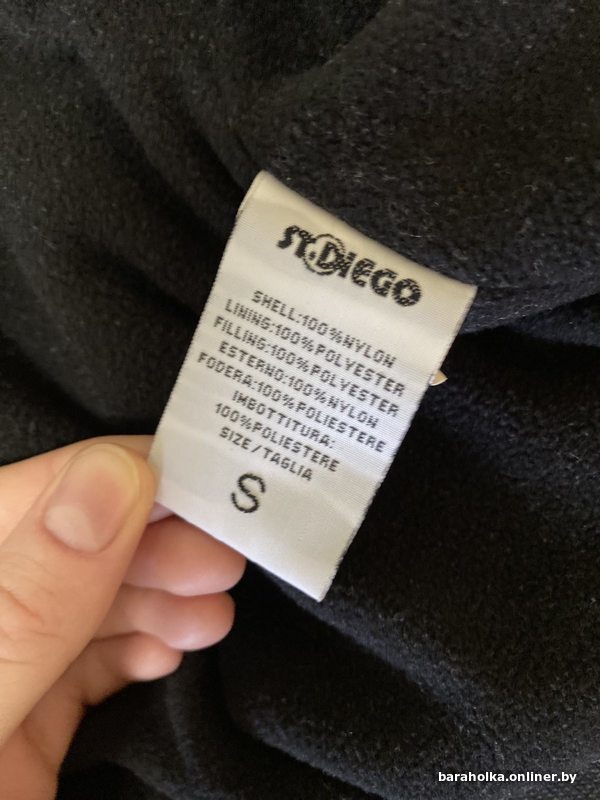 ST.DIEGO
SHELL:100%NYLON
LINING:100%POLYESTER
FILLING:100%POLYESTER
ESTERNO:100%NYLON
FODERA:100%POLIESTERE
IMBOTTITURA:
100%POLIESTERE
SIZE/TAGLIA
S
baraholka.onliner.by